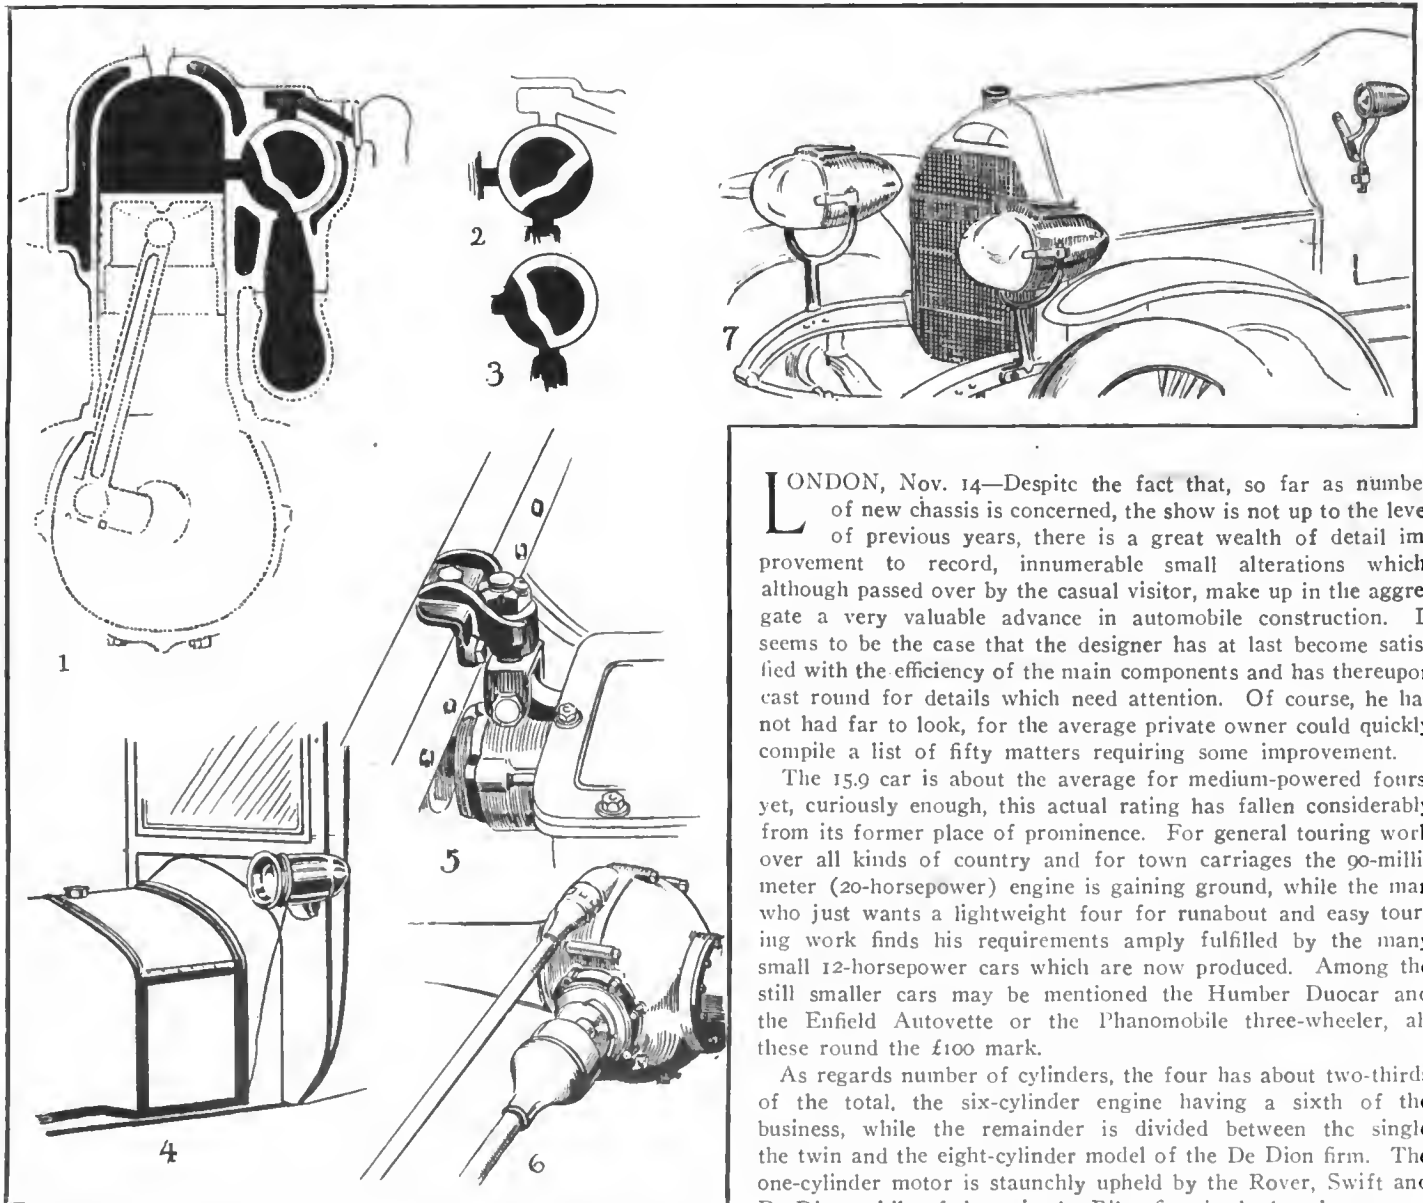 1
2
3
4
5
6
7
LONDON, Nov. 14—Despite the fact that, so far as numbe
of new chassis is concerned, the show is not up to the leve
of previous years, there is a great wealth of detail im
provement to record, innumerable small alterations which
although passed over by the casual visitor, make up in the aggre
gate a very valuable advance in automobile construction. I
seems to be the case that the designer has at last become satis
fied with the efficiency of the main components and has thereupo
cast round for details which need attention. Of course, he ha
not had far to look, for the average private owner could quickl
compile a list of fifty matters requiring some improvement.
The 15.9 car is about the average for medium-powered fours
yet, curiously enough, this actual rating has fallen considerabl
from its former place of prominence. For general touring work
over all kinds of country and for town carriages the 90-milli
meter (20-horsepower) engine is gaining ground, while the ma
who just wants a lightweight four for runabout and easy tour
ing work finds his requirements amply fulfilled by the man
small 12-horsepower cars which are now produced. Among the
still smaller cars may be mentioned the Humber Duocar and
the Enfield Autovette or the Phanomobile three-wheeler, al
these round the £100 mark.
As regards number of cylinders, the four has about two-third
of the total, the six-cylinder engine having a sixth of the
business, while the remainder is divided between the singl
the twin and the eight-cylinder model of the De Dion firm. The
one-cylinder motor is staunchly upheld by the Rover, Swift and